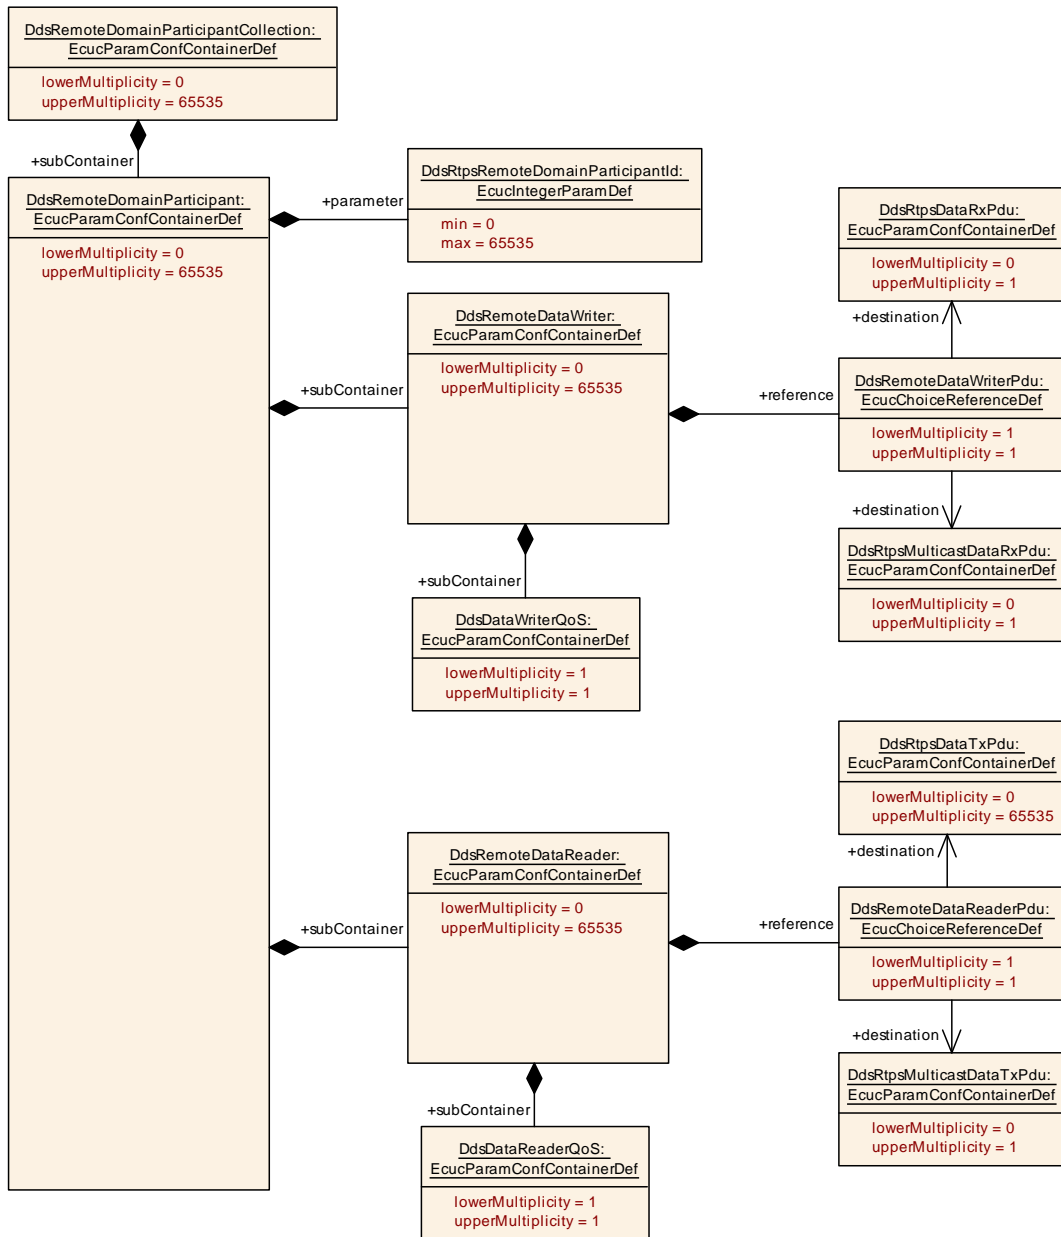 DdsRemoteDomainParticipantCollection:
EcucParamConfContainerDef
lowerMultiplicity = 0
upperMultiplicity = 65535
+subContainer
DdsRemoteDomainParticipant:
EcucParamConfContainerDef
lowerMultiplicity = 0
upperMultiplicity = 65535
+parameter
DdsRtpsRemoteDomainParticipantId:
EcucIntegerParamDef
min = 0
max = 65535
+subContainer
DdsRemoteDataWriter:
EcucParamConfContainerDef
lowerMultiplicity = 0
upperMultiplicity = 65535
+reference
DdsRtpsDataRxPdu:
EcucParamConfContainerDef
lowerMultiplicity = 0
upperMultiplicity = 1
+destination
DdsRemoteDataWriterPdu:
EcucChoiceReferenceDef
lowerMultiplicity = 1
upperMultiplicity = 1
+destination
DdsRtpsMulticastDataRxPdu:
EcucParamConfContainerDef
lowerMultiplicity = 0
upperMultiplicity = 1
+subContainer
DdsDataWriterQoS:
EcucParamConfContainerDef
lowerMultiplicity = 1
upperMultiplicity = 1
+subContainer
DdsRemoteDataReader:
EcucParamConfContainerDef
lowerMultiplicity = 0
upperMultiplicity = 65535
+reference
DdsRtpsDataTxPdu:
EcucParamConfContainerDef
lowerMultiplicity = 0
upperMultiplicity = 65535
+destination
DdsRemoteDataReaderPdu:
EcucChoiceReferenceDef
lowerMultiplicity = 1
upperMultiplicity = 1
+destination
DdsRtpsMulticastDataTxPdu:
EcucParamConfContainerDef
lowerMultiplicity = 0
upperMultiplicity = 1
+subContainer
DdsDataReaderQoS:
EcucParamConfContainerDef
lowerMultiplicity = 1
upperMultiplicity = 1